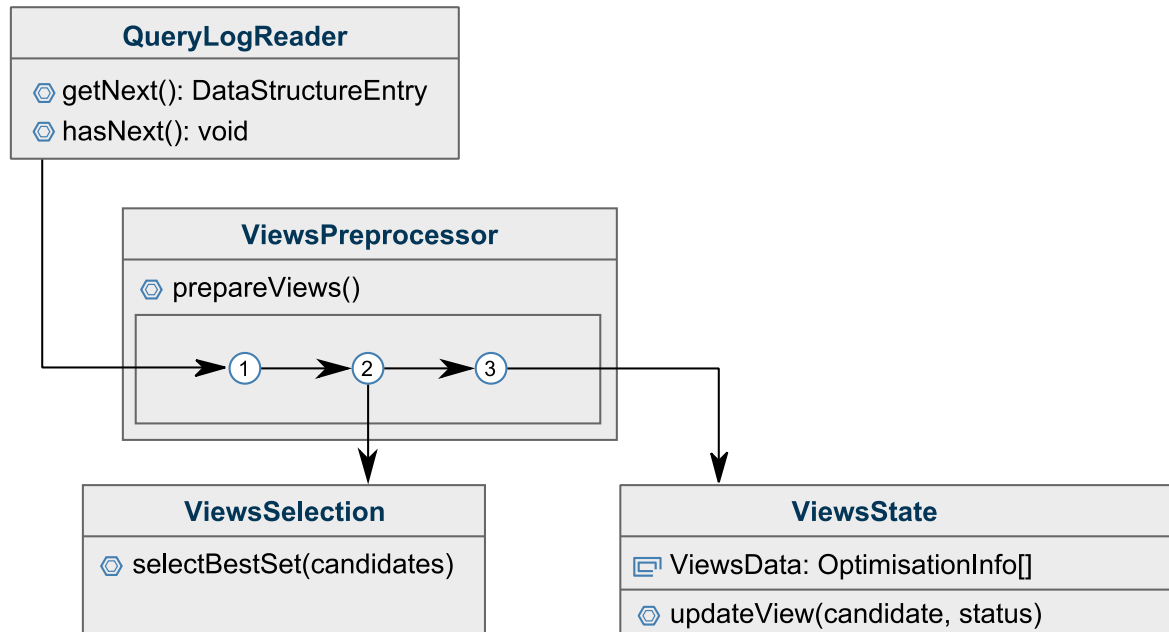 QueryLogReader
getNext(): DataStructureEntry
hasNext(): void
ViewsPreprocessor
prepareViews()
1 2 3
ViewsSelection
selectBestSet(candidates)
ViewsState
ViewsData: OptimisationInfo[]
updateView(candidate, status)